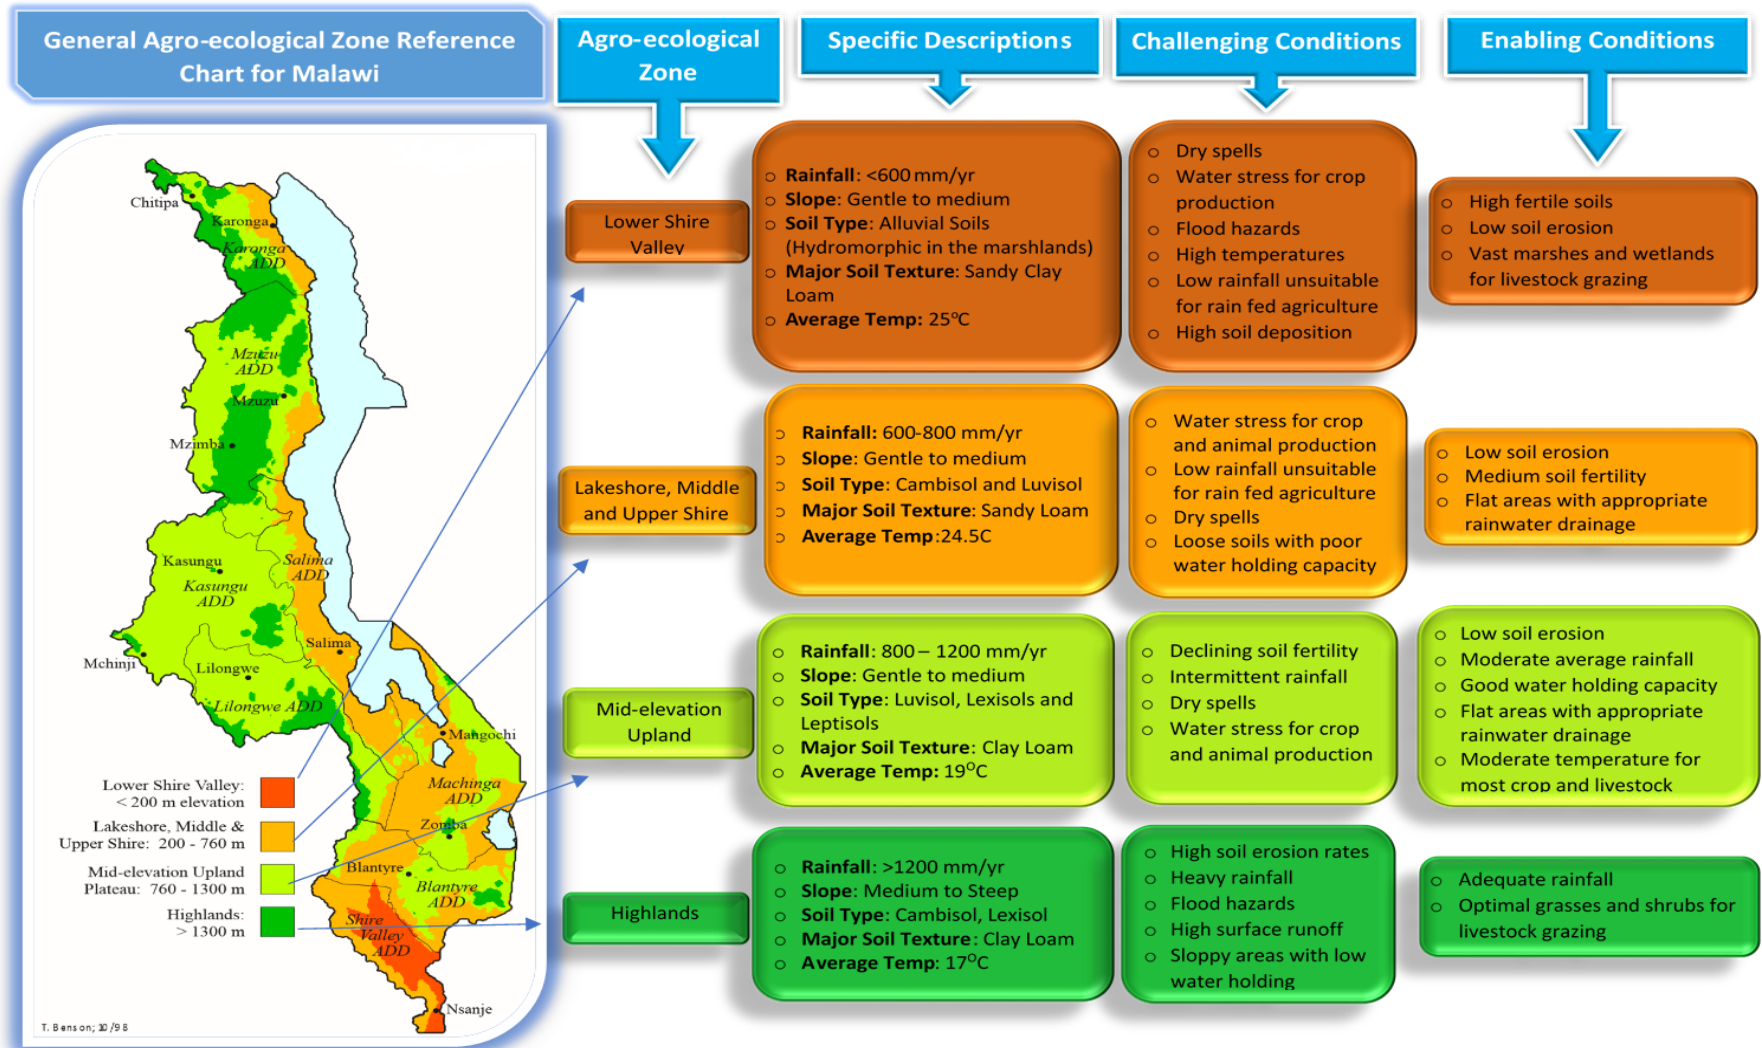 General Agro-ecological Zone Reference
Chart for Malawi
Agro-ecological
Zone
Specific Descriptions
Challenging Conditions
Enabling Conditions
Chitipa
Karonga
Karonga
ADD
Mzuzu
ADD
Mzuzu
Mzimba
Kasungu
Kasungu
ADD
Salima
ADD
Salima
Mchinji
Lilongwe
Lilongwe ADD
Mangochi
Machinga
ADD
Zomba
Blantyre
Blantyre
ADD
Shire
Valley
ADD
Nsanje
Lower Shire Valley:
< 200 m elevation
Lakeshore, Middle &
Upper Shire: 200 - 760 m
Mid-elevation Upland
Plateau: 760 - 1300 m
Highlands:
> 1300 m
T. Benson; 10/98
Lower Shire
Valley
o Rainfall: <600 mm/yr
o Slope: Gentle to medium
o Soil Type: Alluvial Soils
(Hydromorphic in the marshlands)
o Major Soil Texture: Sandy Clay
Loam
o Average Temp: 25°C
o Dry spells
o Water stress for crop
production
o Flood hazards
o High temperatures
o Low rainfall unsuitable
for rain fed agriculture
o High soil deposition
o High fertile soils
o Low soil erosion
o Vast marshes and wetlands
for livestock grazing
Lakeshore, Middle
and Upper Shire
o Rainfall: 600-800 mm/yr
o Slope: Gentle to medium
o Soil Type: Cambisol and Luvisol
o Major Soil Texture: Sandy Loam
o Average Temp:24.5C
o Water stress for crop
and animal production
o Low rainfall unsuitable
for rain fed agriculture
o Dry spells
o Loose soils with poor
water holding capacity
o Low soil erosion
o Medium soil fertility
o Flat areas with appropriate
rainwater drainage
Mid-elevation
Upland
o Rainfall: 800 – 1200 mm/yr
o Slope: Gentle to medium
o Soil Type: Luvisol, Lexisols and
Leptisols
o Major Soil Texture: Clay Loam
o Average Temp: 19°C
o Declining soil fertility
o Intermittent rainfall
o Dry spells
o Water stress for crop
and animal production
o Low soil erosion
o Moderate average rainfall
o Good water holding capacity
o Flat areas with appropriate
rainwater drainage
o Moderate temperature for
most crop and livestock
Highlands
o Rainfall: >1200 mm/yr
o Slope: Medium to Steep
o Soil Type: Cambisol, Lexisol
o Major Soil Texture: Clay Loam
o Average Temp: 17°C
o High soil erosion rates
o Heavy rainfall
o Flood hazards
o High surface runoff
o Sloppy areas with low
water holding
o Adequate rainfall
o Optimal grasses and shrubs for
livestock grazing